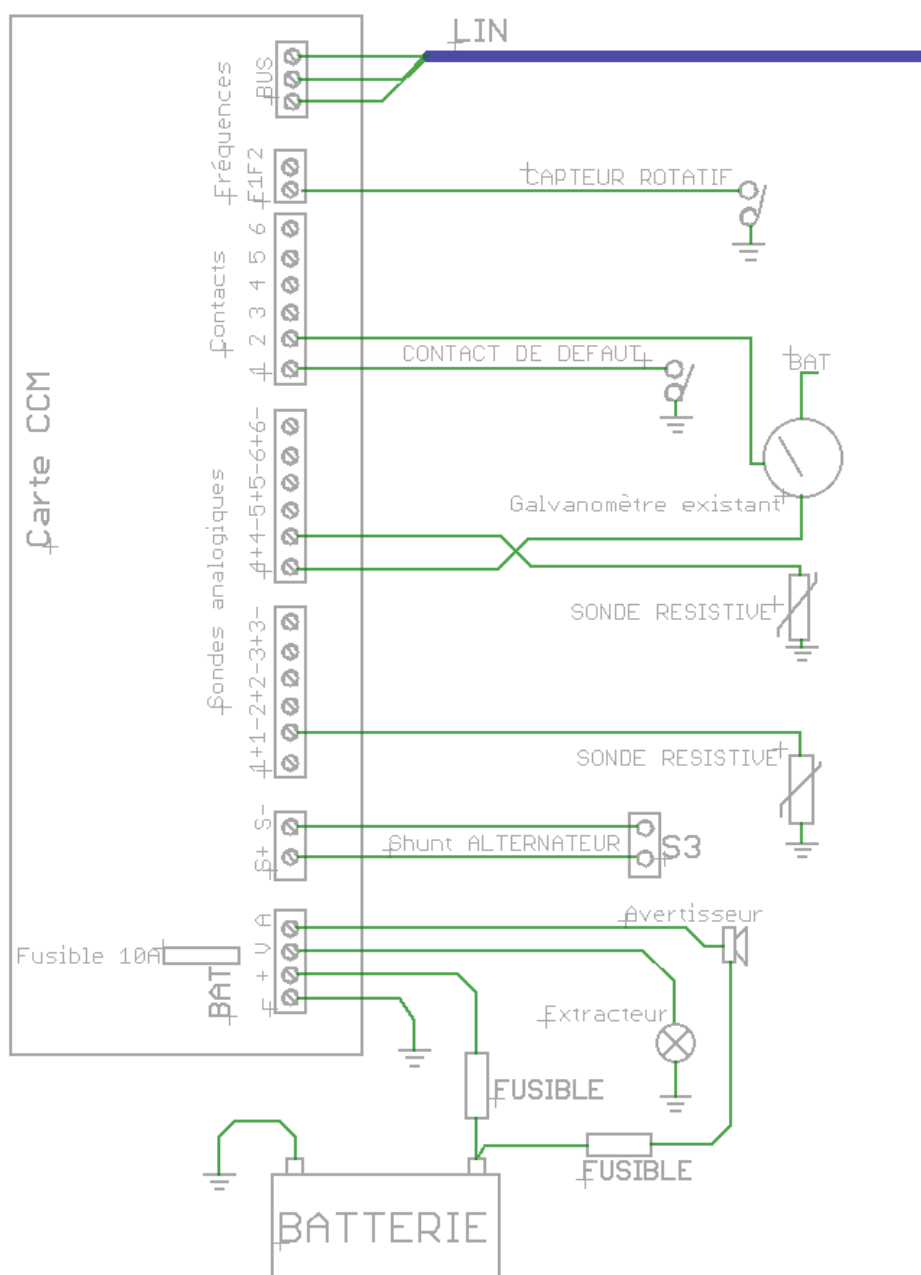 LIN
BUS
Fréquences
F1F2
CAPTEUR ROTATIF
6
5
4
3
2
1
Contacts
CONTACT DE DEFAUT
BAT
Carte CCM
4+4-5+5-6+6-
Sondes analogiques
Galvanomètre existant
SONDE RESISTIVE
1+1-2+2-3+3-
SONDE RESISTIVE
S+ S-
Shunt ALTERNATEUR
S3
A
V
+
Avertisseur
Fusible 10A
BAT
Extracteur
FUSIBLE
FUSIBLE
BATTERIE